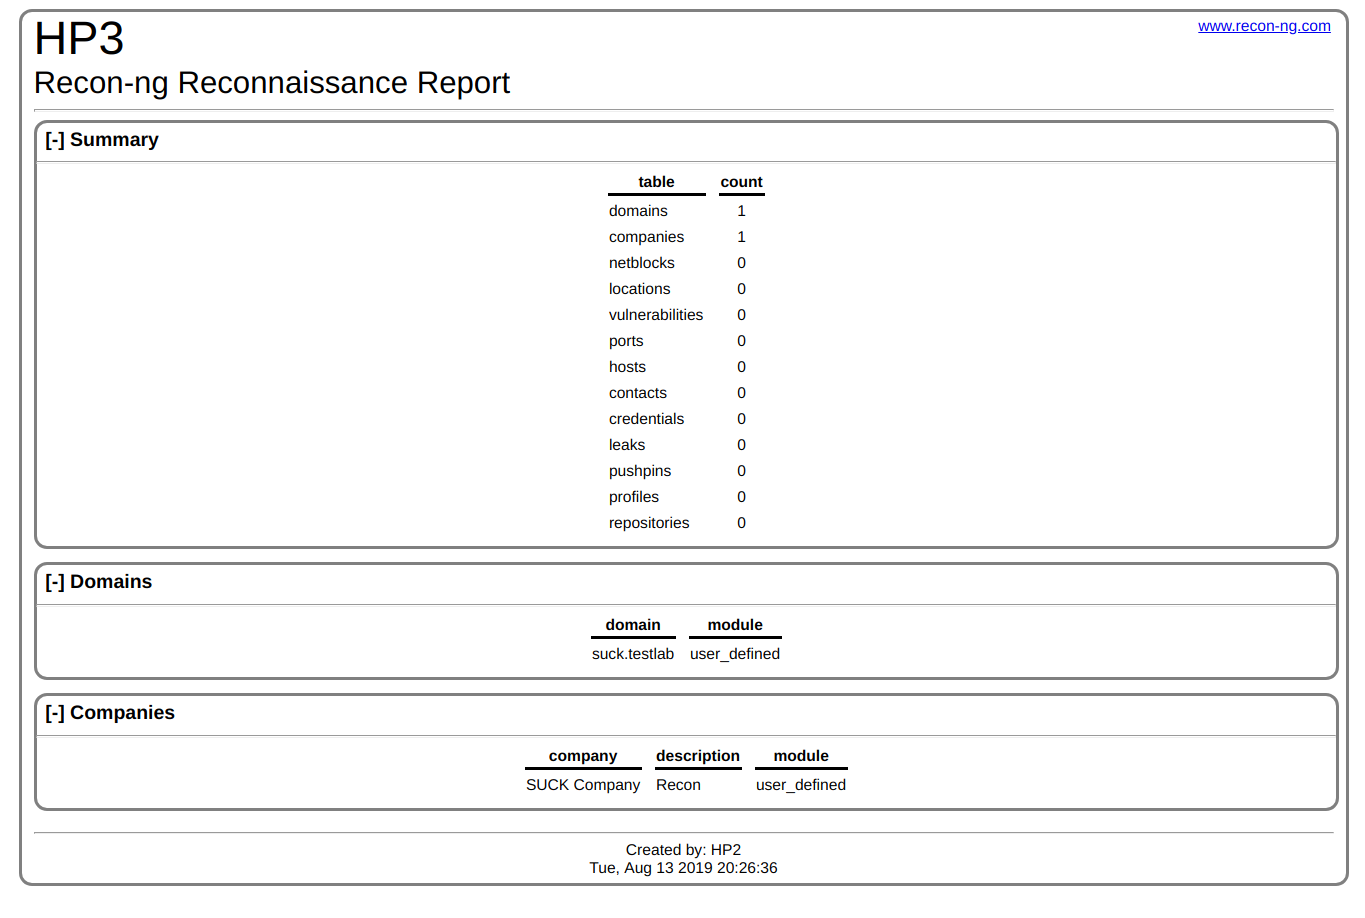 HP3
www.recon-ng.com
Recon-ng Reconnaissance Report
[-] Summary
table count
domains 1
companies 1
netblocks 0
locations 0
vulnerabilities 0
ports 0
hosts 0
contacts 0
credentials 0
leaks 0
pushpins 0
profiles 0
repositories 0
[-] Domains
domain module
suck.testlab user_defined
[-] Companies
company description module
SUCK Company Recon user_defined
Created by: HP2
Tue, Aug 13 2019 20:26:36